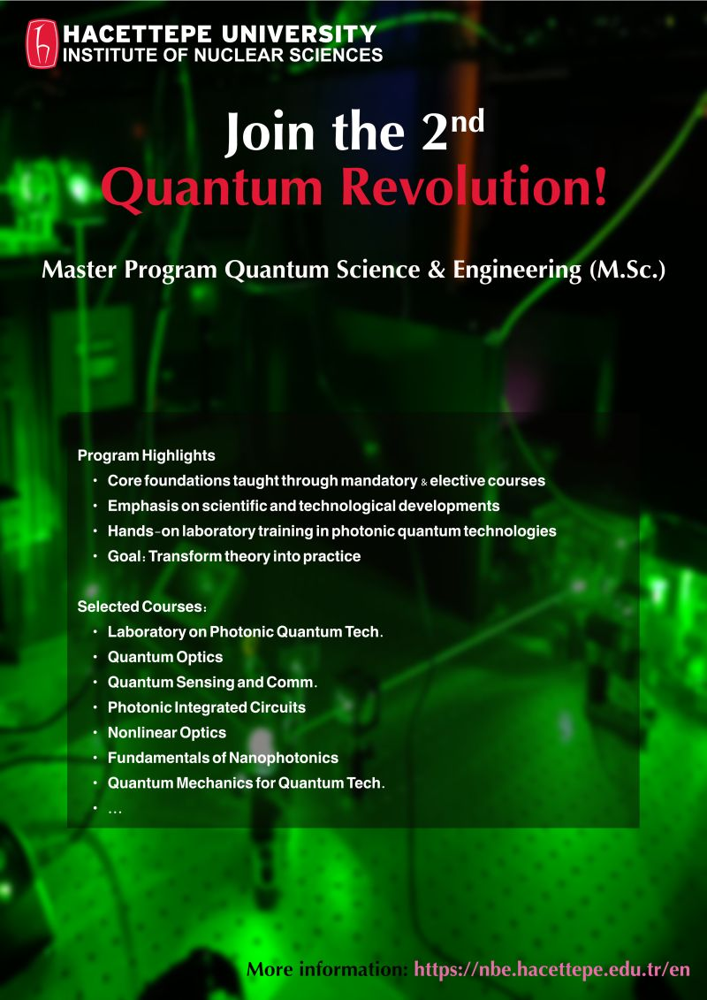 HACETTEPE UNIVERSITY
INSTITUTE OF NUCLEAR SCIENCES
Join the 2nd
Quantum Revolution!
Master Program Quantum Science & Engineering (M.Sc.)
Program Highlights
• Core foundations taught through mandatory & elective courses
• Emphasis on scientific and technological developments
• Hands-on laboratory training in photonic quantum technologies
• Goal: Transform theory into practice
Selected Courses:
• Laboratory on Photonic Quantum Tech.
• Quantum Optics
• Quantum Sensing and Comm.
• Photonic Integrated Circuits
• Nonlinear Optics
• Fundamentals of Nanophotonics
• Quantum Mechanics for Quantum Tech.
• ...
More information: https://nbe.hacettepe.edu.tr/en